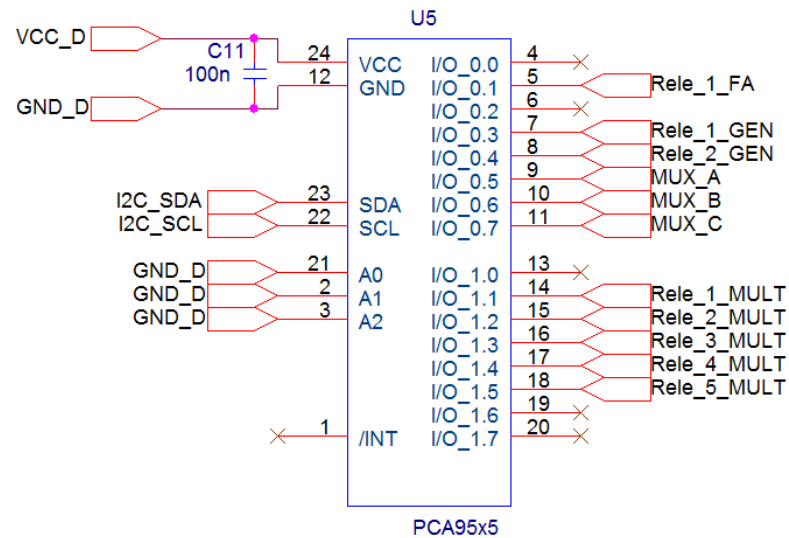 U5
VCC_D
C11
100n
GND_D
24 VCC
12 GND
I2C_SDA 23 SDA
I2C_SCL 22 SCL
GND_D 21 A0
GND_D 2 A1
GND_D 3 A2
1 /INT
I/O_0.0 4
I/O_0.1 5 Rele_1_FA
I/O_0.2 6
I/O_0.3 7 Rele_1_GEN
I/O_0.4 8 Rele_2_GEN
I/O_0.5 9 MUX_A
I/O_0.6 10 MUX_B
I/O_0.7 11 MUX_C
I/O_1.0 13
I/O_1.1 14 Rele_1_MULT
I/O_1.2 15 Rele_2_MULT
I/O_1.3 16 Rele_3_MULT
I/O_1.4 17 Rele_4_MULT
I/O_1.5 18 Rele_5_MULT
I/O_1.6 19
I/O_1.7 20
PCA95x5